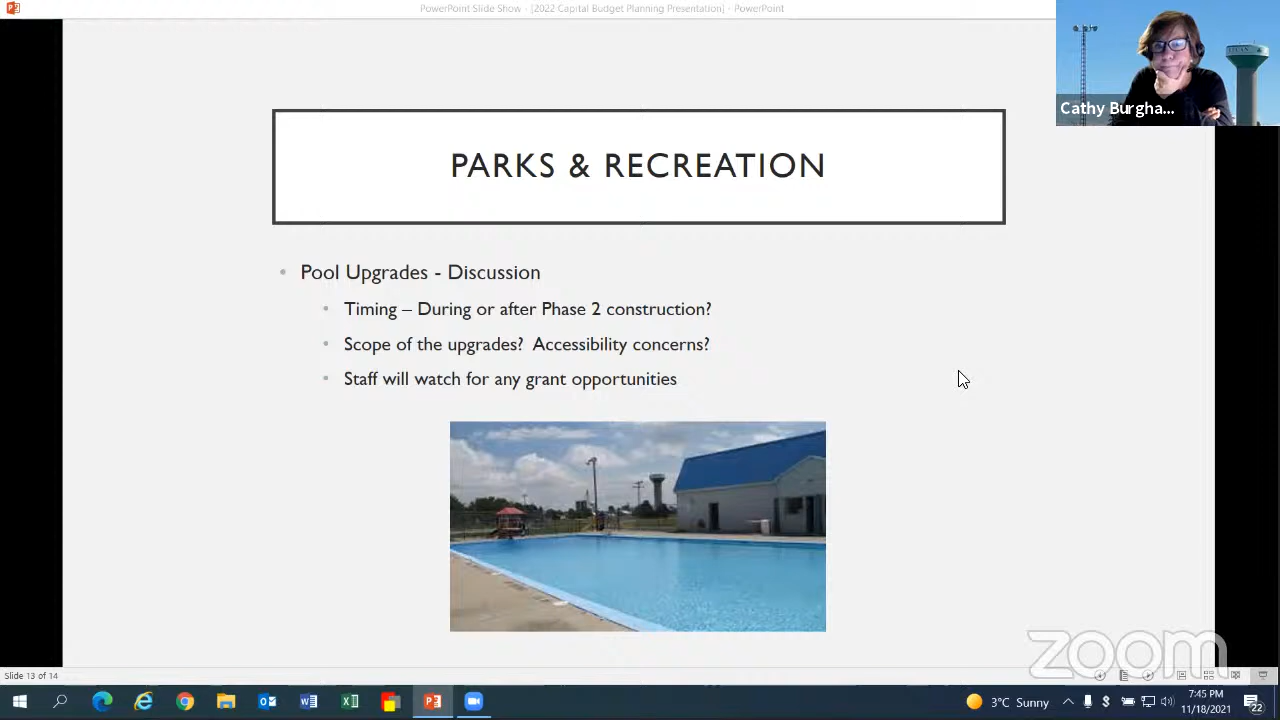 PowerPoint Slide Show - [2022 Capital Budget Planning Presentation] - PowerPoint
Cathy Burgha...
PARKS & RECREATION
Pool Upgrades - Discussion
Timing – During or after Phase 2 construction?
Scope of the upgrades?  Accessibility concerns?
Staff will watch for any grant opportunities
zoom
Slide 13 of 14
3°C Sunny
7:45 PM
11/18/2021
22